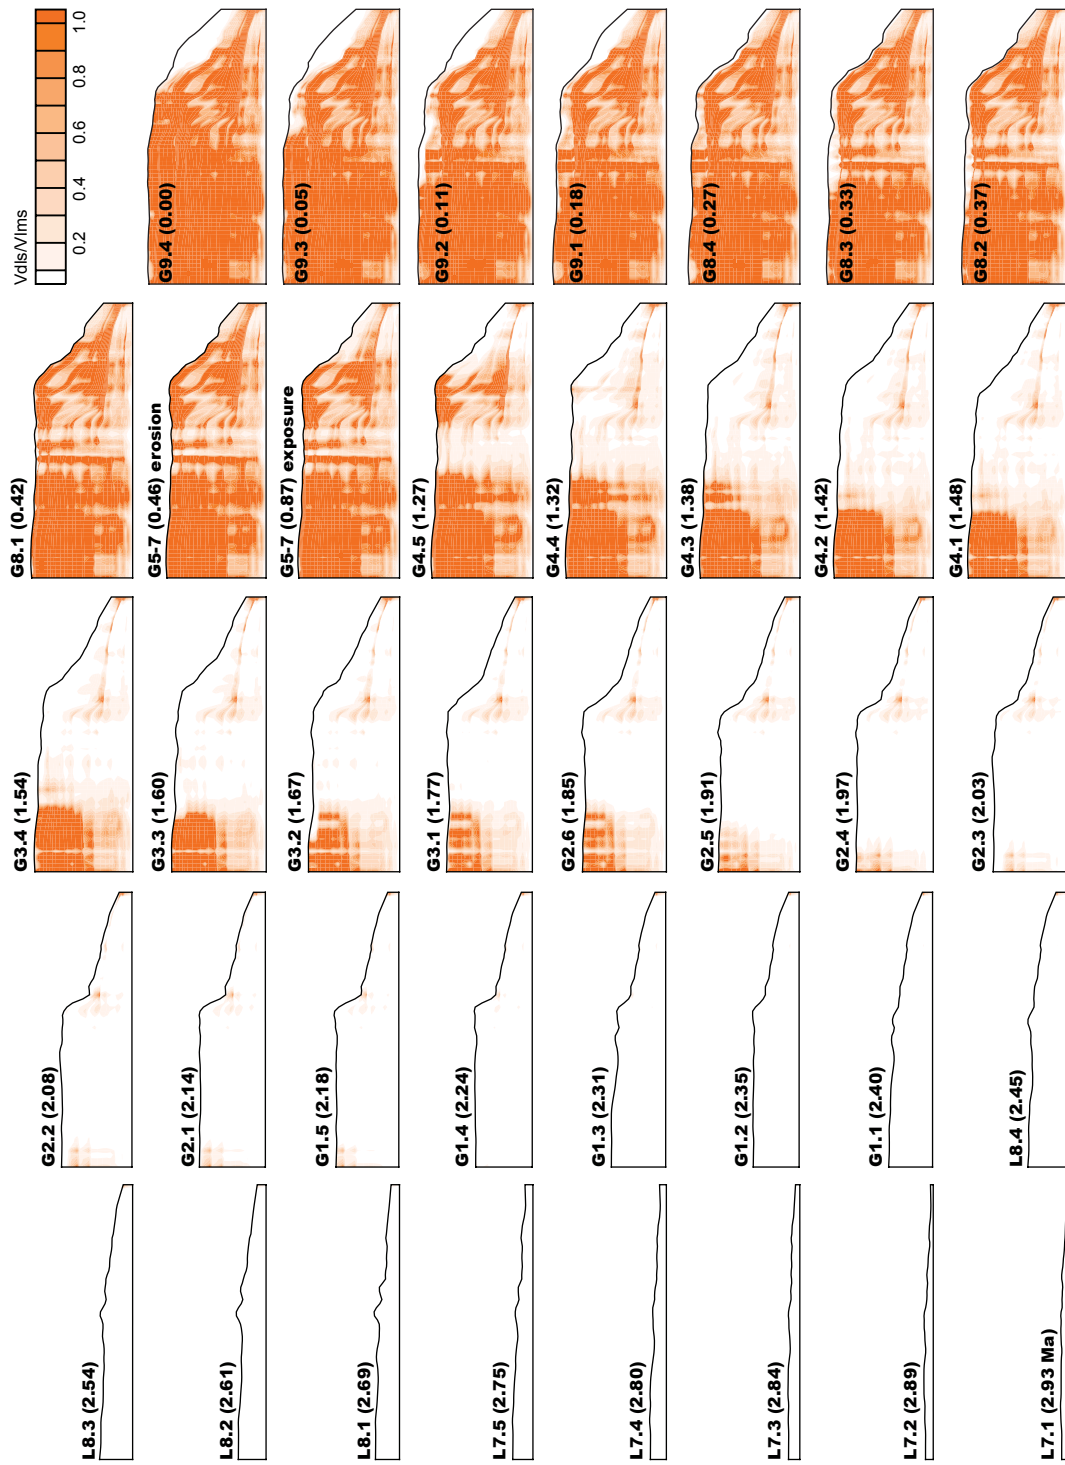 Vdls/Vlms
0.2 0.4 0.6 0.8 1.0
G9.4 (0.00)
G9.3 (0.05)
G9.2 (0.11)
G9.1 (0.18)
G8.4 (0.27)
G8.3 (0.33)
G8.2 (0.37)
G8.1 (0.42)
G5-7 (0.46) erosion
G5-7 (0.87) exposure
G4.5 (1.27)
G4.4 (1.32)
G4.3 (1.38)
G4.2 (1.42)
G4.1 (1.48)
G3.4 (1.54)
G3.3 (1.60)
G3.2 (1.67)
G3.1 (1.77)
G2.6 (1.85)
G2.5 (1.91)
G2.4 (1.97)
G2.3 (2.03)
G2.2 (2.08)
G2.1 (2.14)
G1.5 (2.18)
G1.4 (2.24)
G1.3 (2.31)
G1.2 (2.35)
G1.1 (2.40)
L8.4 (2.45)
L8.3 (2.54)
L8.2 (2.61)
L8.1 (2.69)
L7.5 (2.75)
L7.4 (2.80)
L7.3 (2.84)
L7.2 (2.89)
L7.1 (2.93 Ma)